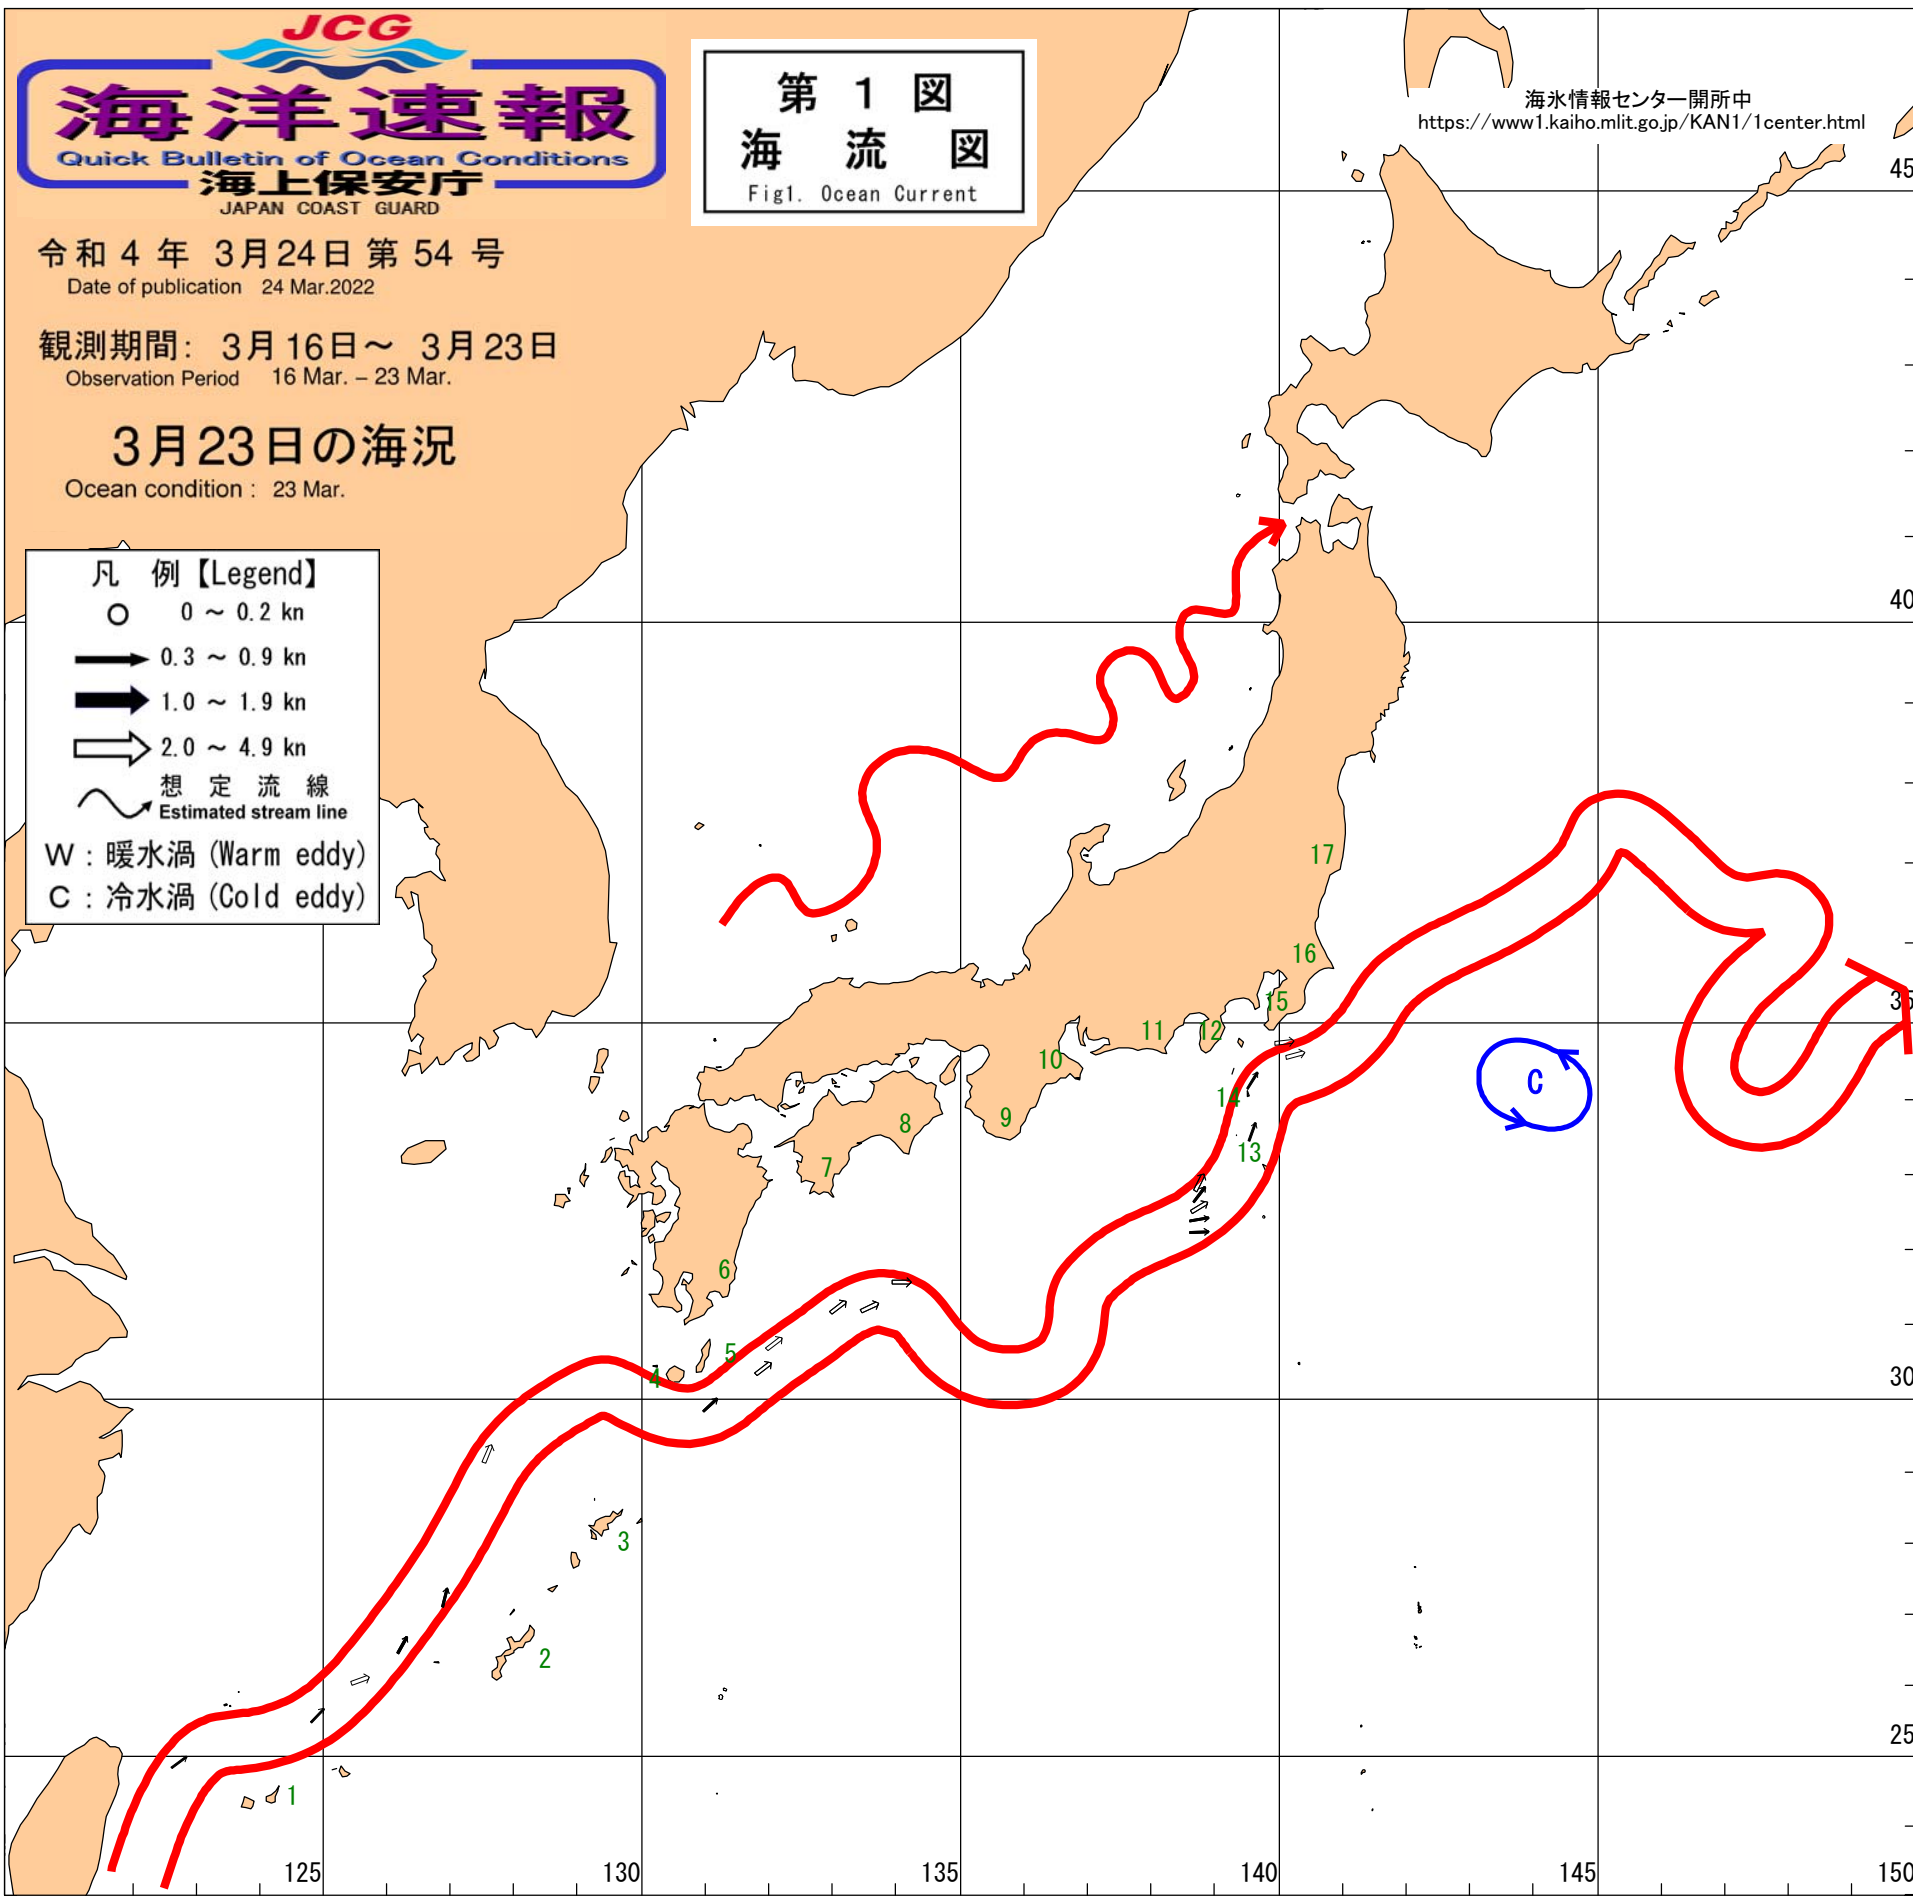 JCG
海洋速報
Quick Bulletin of Ocean Conditions
海上保安庁
JAPAN COAST GUARD
第 1 図
海 流 図
Fig1. Ocean Current
海氷情報センター開所中
https://www1.kaiho.mlit.go.jp/KAN1/1center.html
令和 4 年 3月24日 第 54 号
Date of publication 24 Mar.2022
観測期間: 3月16日～ 3月23日
Observation Period 16 Mar. – 23 Mar.
3月23日の海況
Ocean condition : 23 Mar.
凡 例【Legend】
0 ～ 0.2 kn
0.3 ～ 0.9 kn
1.0 ～ 1.9 kn
2.0 ～ 4.9 kn
想 定 流 線
Estimated stream line
W : 暖水渦 (Warm eddy)
C : 冷水渦 (Cold eddy)
45
40
17
16
35
15
12
11
10
C
14
9
8
13
7
6
5
4
30
3
2
25
1
125
130
135
140
145
150